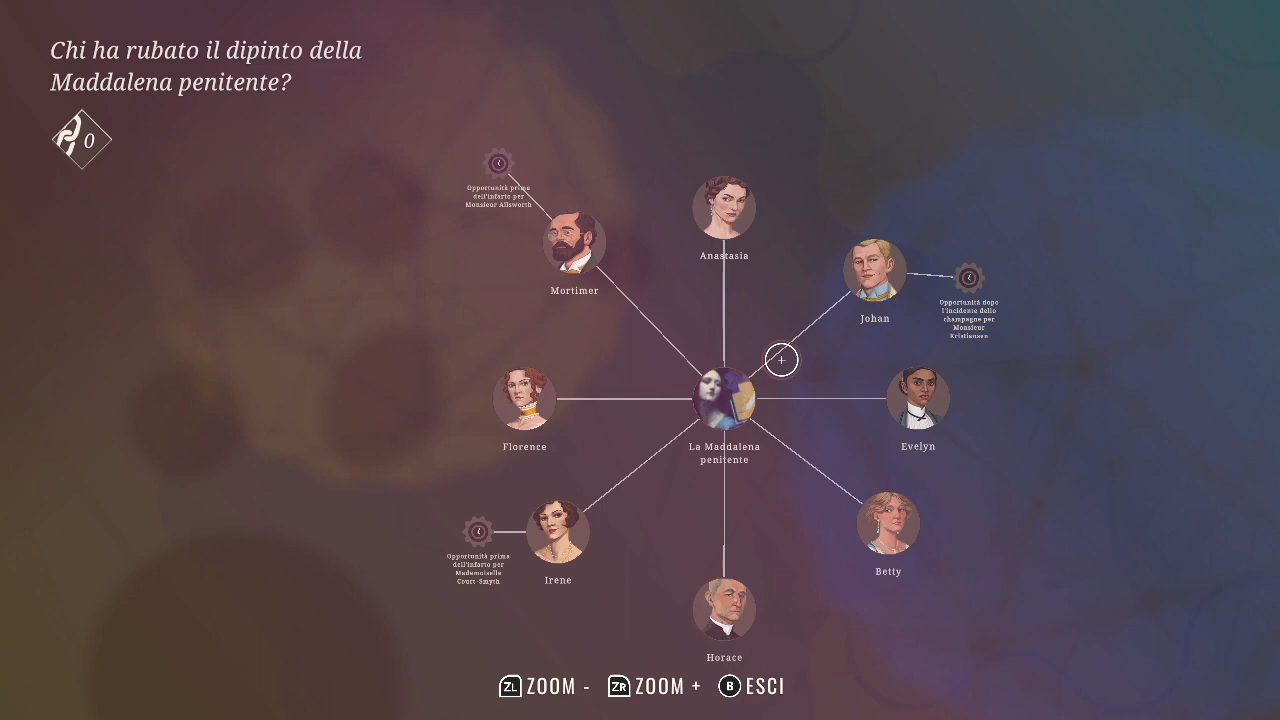 Chi ha rubato il dipinto della
Maddalena penitente?
0
Opportunità prima
dell'infarto per
Monsieur Ailsworth
Mortimer
Anastasia
Johan
Opportunità dopo
l'incidente dello
champagne per
Monsieur
Kristiansen
Florence
La Maddalena
penitente
Evelyn
Opportunità prima
dell'infarto per
Mademoiselle
Court-Smyth
Irene
Betty
Horace
ZL ZOOM - ZR ZOOM + B ESCI